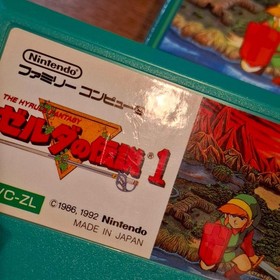 Nintendo
ファミリー コンピュータ
THE HYRULE FANTASY
ゼルダの伝説1
VC-ZL
©1986, 1992 Nintendo
MADE IN JAPAN